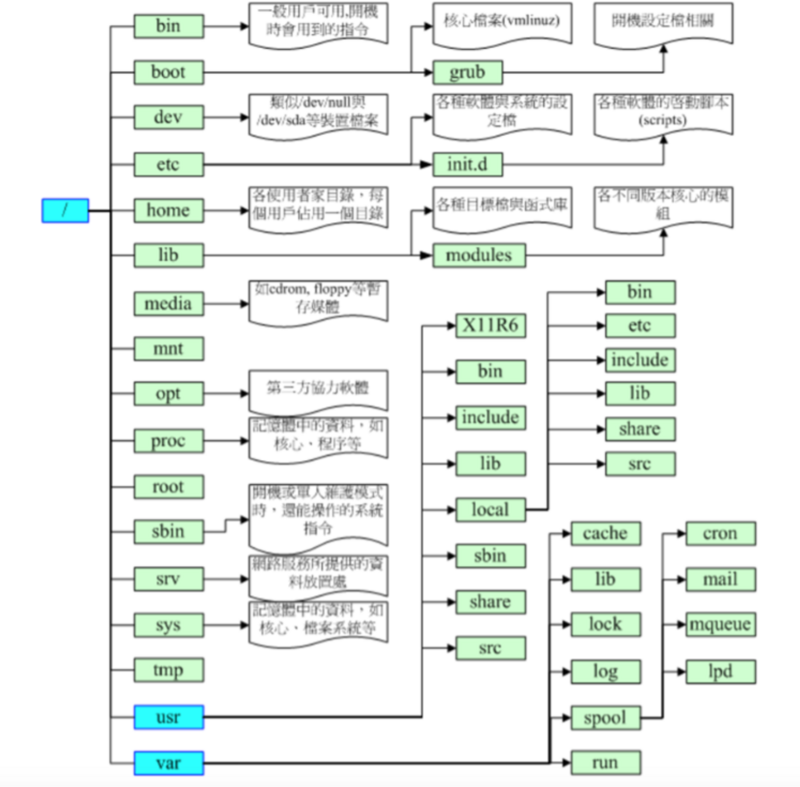 bin
一般用戶可用,開機
時會用到的指令
核心檔案(vmlinuz)
開機設定檔相關
boot
grub
dev
類似/dev/null與
/dev/sda等裝置檔案
各種軟體與系統的設
定檔
各種軟體的啓動腳本
(scripts)
etc
init.d
/
home
各使用者家目錄，每
個用戶佔用一個目錄
各種目標檔與函式庫
各不同版本核心的模
組
lib
modules
media
如cdrom, floppy等暫
存媒體
mnt
opt
第三方協力軟體
proc
記憶體中的資料，如
核心、程序等
root
sbin
開機或單人維護模式
時，還能操作的系統
指令
srv
網路服務所提供的資
料放置處
sys
記憶體中的資料，如
核心、檔案系統等
tmp
usr
var
X11R6
bin
include
lib
local
sbin
share
src
bin
etc
include
lib
share
src
cache
lib
lock
log
spool
run
cron
mail
mqueue
lpd